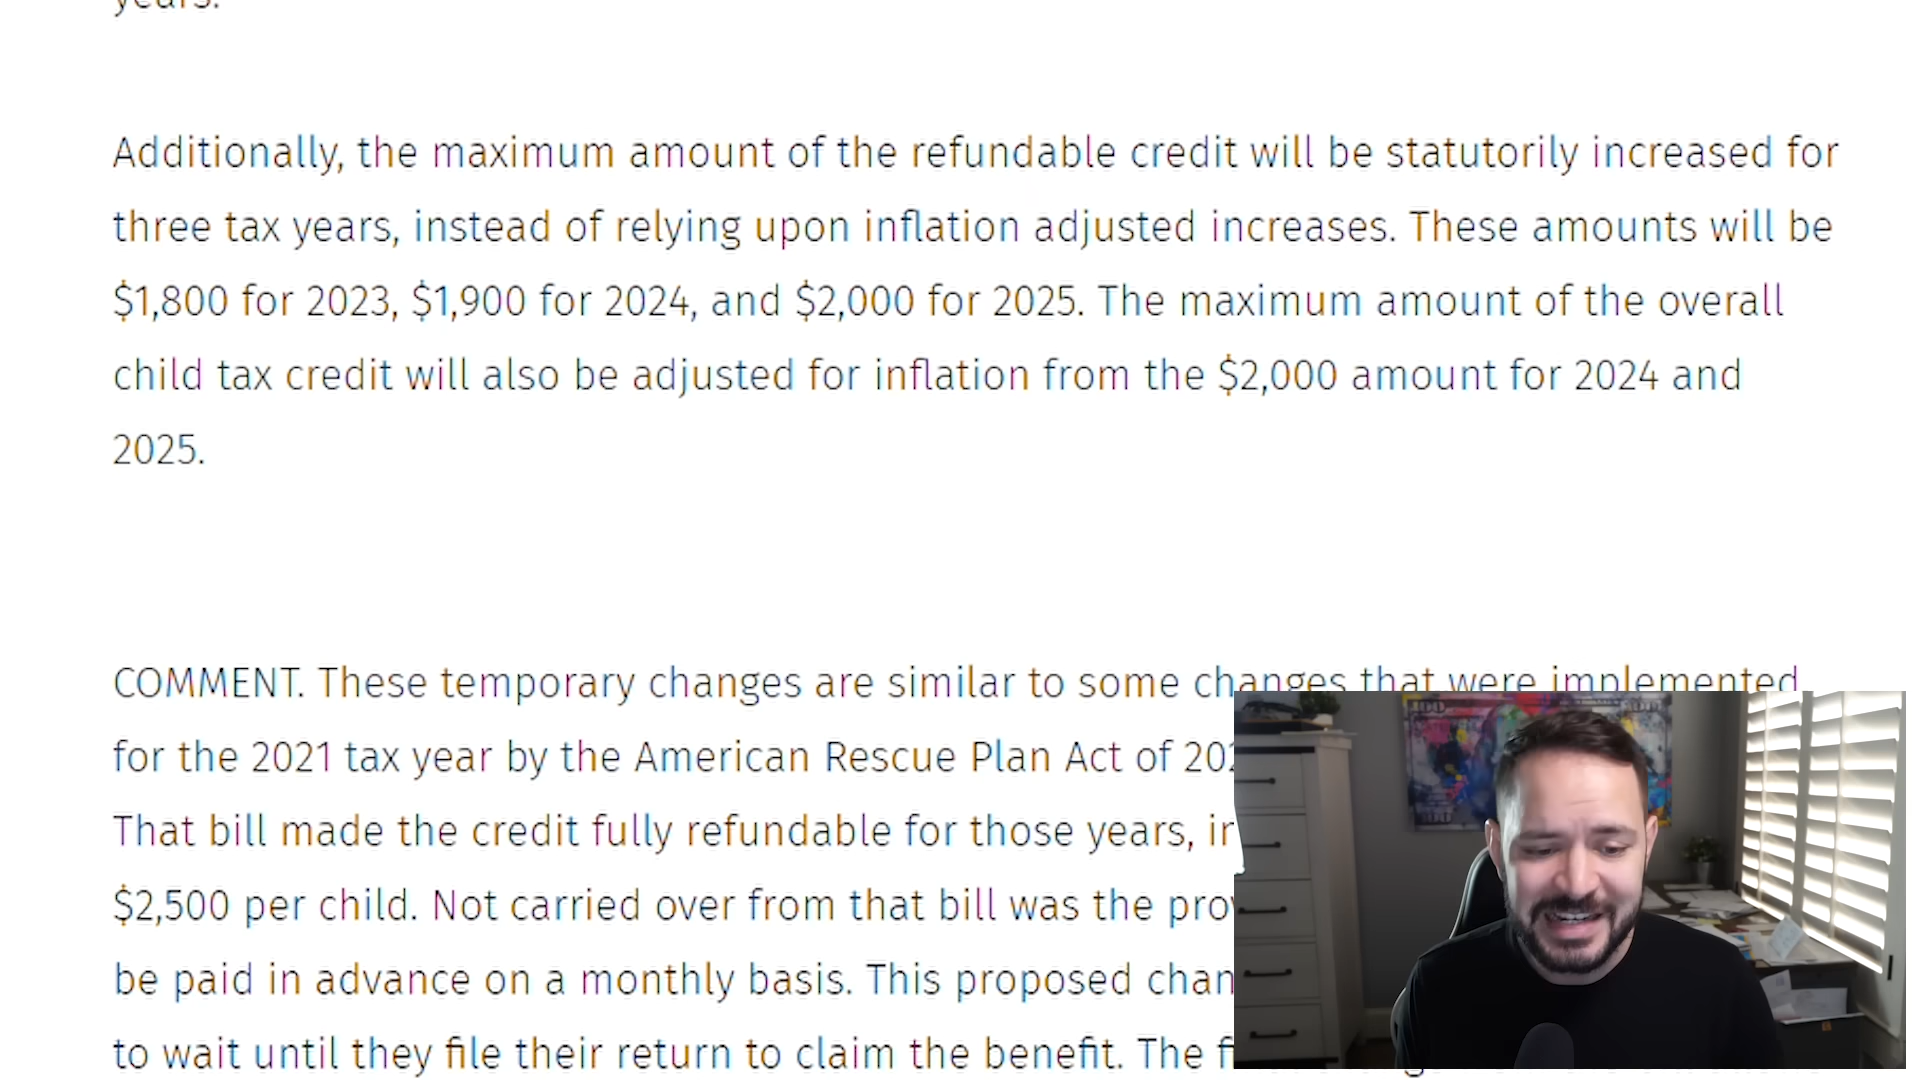 years.
Additionally, the maximum amount of the refundable credit will be statutorily increased for
three tax years, instead of relying upon inflation adjusted increases. These amounts will be
$1,800 for 2023, $1,900 for 2024, and $2,000 for 2025. The maximum amount of the overall
child tax credit will also be adjusted for inflation from the $2,000 amount for 2024 and
2025.
COMMENT. These temporary changes are similar to some changes that were implemented
for the 2021 tax year by the American Rescue Plan Act of
That bill made the credit fully refundable for those years,
$2,500 per child. Not carried over from that bill was the
be paid in advance on a monthly basis. This proposed
to wait until they file their return to claim the benefit. The
100